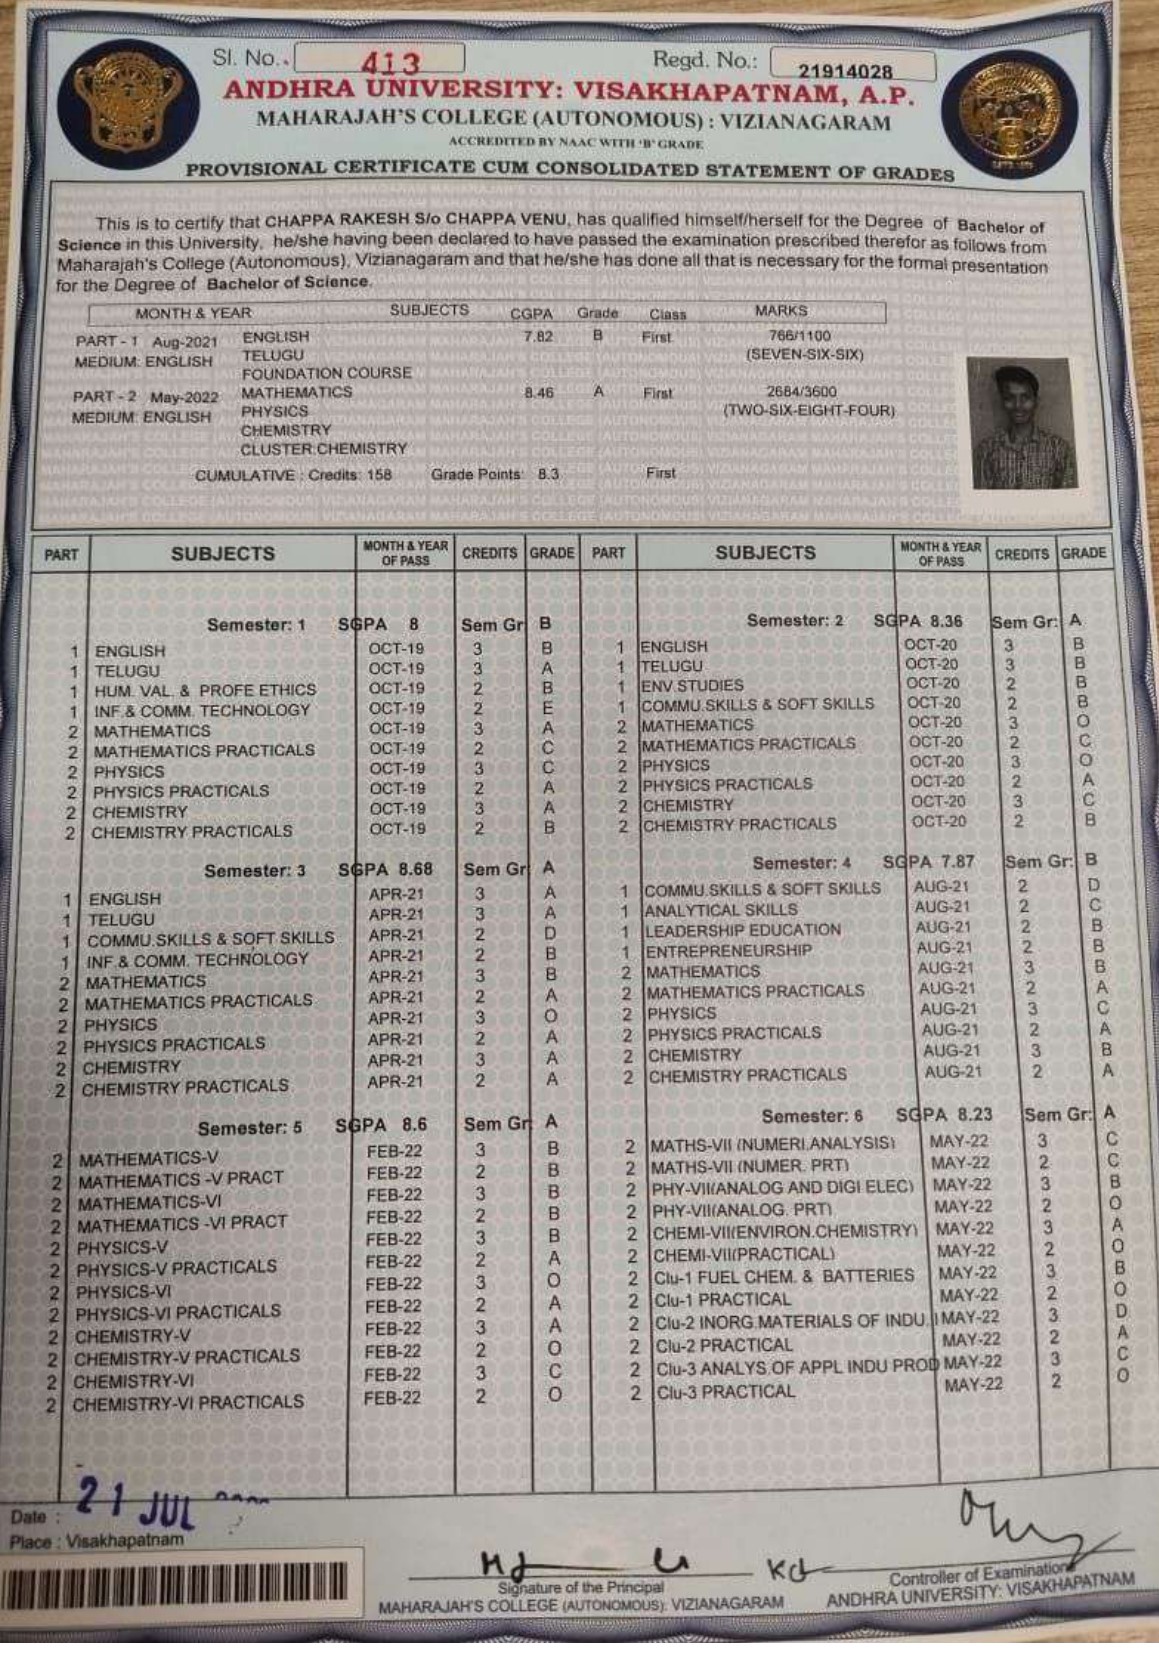 Sl. No.. 413
Regd. No.: 21914028
ANDHRA UNIVERSITY: VISAKHAPATNAM, A.P.
MAHARAJAH'S COLLEGE (AUTONOMOUS) : VIZIANAGARAM
ACCREDITED BY NAAC WITH 'B' GRADE
PROVISIONAL CERTIFICATE CUM CONSOLIDATED STATEMENT OF GRADES
This is to certify that CHAPPA RAKESH S/o CHAPPA VENU, has qualified himself/herself for the Degree of Bachelor of
Science in this University, he/she having been declared to have passed the examination prescribed therefor as follows from
Maharajah's College (Autonomous), Vizianagaram and that he/she has done all that is necessary for the formal presentation
for the Degree of Bachelor of Science.
MONTH & YEAR SUBJECTS CGPA Grade Class MARKS
PART - 1 Aug-2021 ENGLISH 7.82 B First 766/1100
MEDIUM: ENGLISH TELUGU (SEVEN-SIX-SIX)
FOUNDATION COURSE
PART - 2 May-2022 MATHEMATICS 8.46 A First 2684/3600
MEDIUM: ENGLISH PHYSICS (TWO-SIX-EIGHT-FOUR)
CHEMISTRY
CLUSTER:CHEMISTRY
CUMULATIVE : Credits: 158 Grade Points: 8.3 First
PART SUBJECTS MONTH & YEAR OF PASS CREDITS GRADE PART SUBJECTS MONTH & YEAR OF PASS CREDITS GRADE
Semester: 1 SGPA 8 Sem Gr B
1 ENGLISH OCT-19 3 B
1 TELUGU OCT-19 3 A
1 HUM. VAL. & PROFE ETHICS OCT-19 2 B
1 INF.& COMM. TECHNOLOGY OCT-19 2 E
2 MATHEMATICS OCT-19 3 A
2 MATHEMATICS PRACTICALS OCT-19 2 C
2 PHYSICS OCT-19 3 C
2 PHYSICS PRACTICALS OCT-19 2 A
2 CHEMISTRY OCT-19 3 A
2 CHEMISTRY PRACTICALS OCT-19 2 B
Semester: 2 SGPA 8.36 Sem Gr: A
1 ENGLISH OCT-20 3 B
1 TELUGU OCT-20 3 B
1 ENV.STUDIES OCT-20 2 B
1 COMMU.SKILLS & SOFT SKILLS OCT-20 2 B
2 MATHEMATICS OCT-20 3 O
2 MATHEMATICS PRACTICALS OCT-20 2 C
2 PHYSICS OCT-20 3 O
2 PHYSICS PRACTICALS OCT-20 2 A
2 CHEMISTRY OCT-20 3 C
2 CHEMISTRY PRACTICALS OCT-20 2 B
Semester: 3 SGPA 8.68 Sem Gr A
1 ENGLISH APR-21 3 A
1 TELUGU APR-21 3 A
1 COMMU.SKILLS & SOFT SKILLS APR-21 2 D
1 INF.& COMM. TECHNOLOGY APR-21 2 B
2 MATHEMATICS APR-21 3 B
2 MATHEMATICS PRACTICALS APR-21 2 A
2 PHYSICS APR-21 3 O
2 PHYSICS PRACTICALS APR-21 2 A
2 CHEMISTRY APR-21 3 A
2 CHEMISTRY PRACTICALS APR-21 2 A
Semester: 4 SGPA 7.87 Sem Gr: B
1 COMMU.SKILLS & SOFT SKILLS AUG-21 2 D
1 ANALYTICAL SKILLS AUG-21 2 C
1 LEADERSHIP EDUCATION AUG-21 2 B
1 ENTREPRENEURSHIP AUG-21 2 B
2 MATHEMATICS AUG-21 3 B
2 MATHEMATICS PRACTICALS AUG-21 2 A
2 PHYSICS AUG-21 3 C
2 PHYSICS PRACTICALS AUG-21 2 A
2 CHEMISTRY AUG-21 3 B
2 CHEMISTRY PRACTICALS AUG-21 2 A
Semester: 5 SGPA 8.6 Sem Gr A
2 MATHEMATICS-V FEB-22 3 B
2 MATHEMATICS -V PRACT FEB-22 2 B
2 MATHEMATICS-VI FEB-22 3 B
2 MATHEMATICS -VI PRACT FEB-22 2 B
2 PHYSICS-V FEB-22 3 B
2 PHYSICS-V PRACTICALS FEB-22 2 A
2 PHYSICS-VI FEB-22 3 O
2 PHYSICS-VI PRACTICALS FEB-22 2 A
2 CHEMISTRY-V FEB-22 3 A
2 CHEMISTRY-V PRACTICALS FEB-22 2 O
2 CHEMISTRY-VI FEB-22 3 C
2 CHEMISTRY-VI PRACTICALS FEB-22 2 O
Semester: 6 SGPA 8.23 Sem Gr: A
2 MATHS-VII (NUMERI.ANALYSIS) MAY-22 3 C
2 MATHS-VII (NUMER. PRT) MAY-22 2 C
2 PHY-VII(ANALOG AND DIGI ELEC) MAY-22 3 B
2 PHY-VII(ANALOG. PRT) MAY-22 2 O
2 CHEMI-VII(ENVIRON.CHEMISTRY) MAY-22 3 A
2 CHEMI-VII(PRACTICAL) MAY-22 2 O
2 Clu-1 FUEL CHEM. & BATTERIES MAY-22 3 B
2 Clu-1 PRACTICAL MAY-22 2 O
2 Clu-2 INORG.MATERIALS OF INDU. I MAY-22 3 D
2 Clu-2 PRACTICAL MAY-22 2 A
2 Clu-3 ANALYS.OF APPL INDU PROD MAY-22 3 C
2 Clu-3 PRACTICAL MAY-22 2 O
Date : 21 JUL
Place : Visakhapatnam
Signature of the Principal
MAHARAJAH'S COLLEGE (AUTONOMOUS): VIZIANAGARAM
Controller of Examination
ANDHRA UNIVERSITY: VISAKHAPATNAM